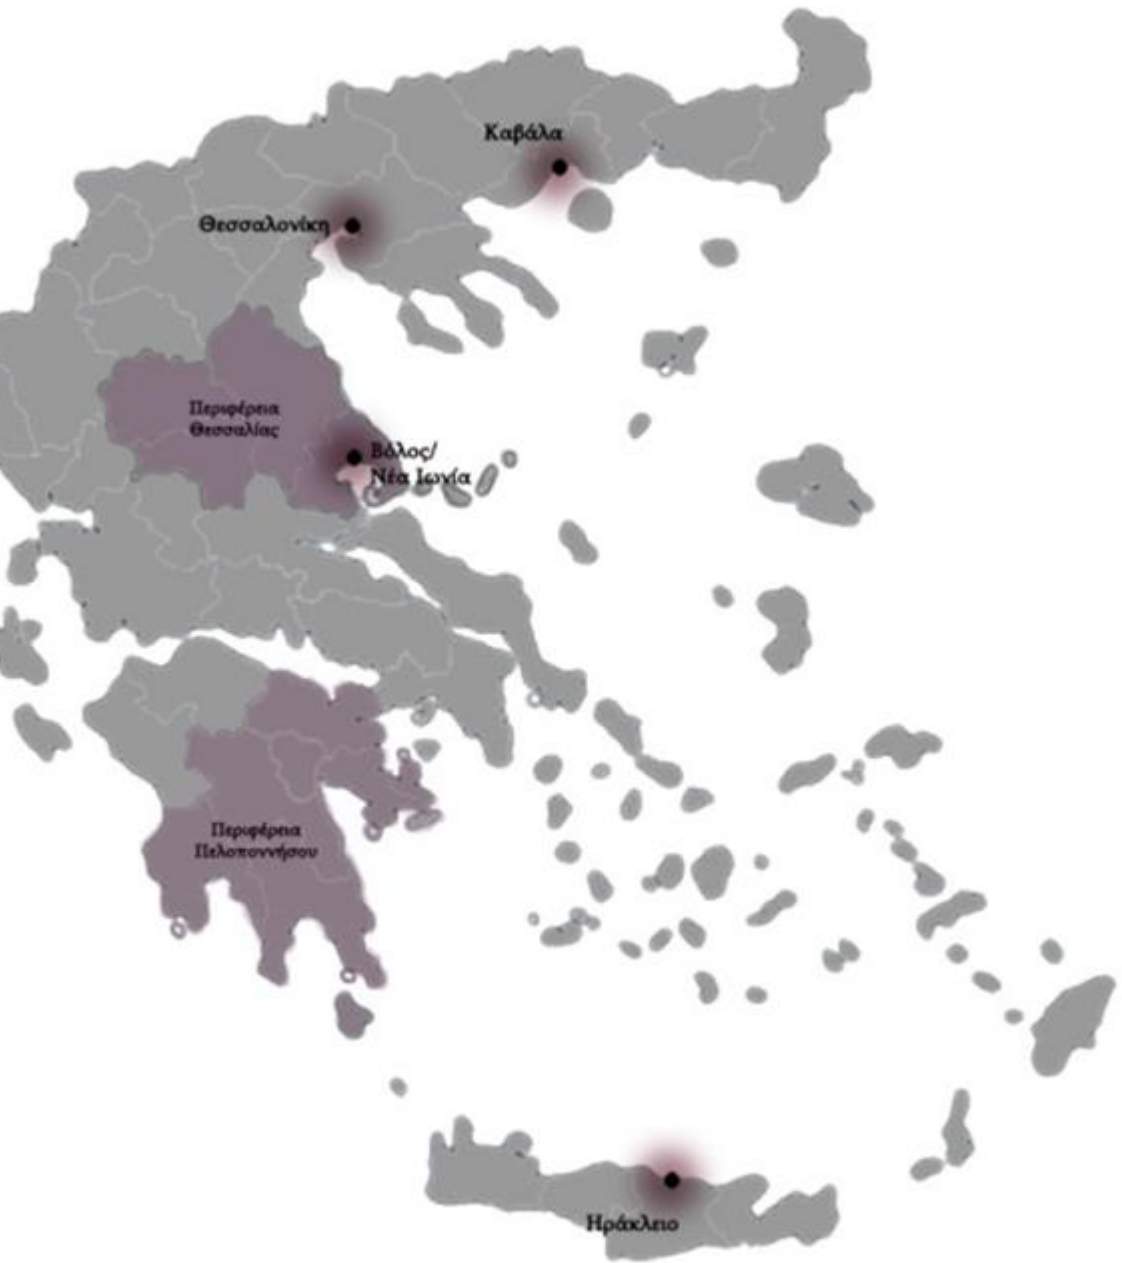 Καβάλα
Θεσσαλονίκη
Περιφέρεια
Θεσσαλίας
Βόλος/
Νέα Ιωνία
Περιφέρεια
Πελοποννήσου
Ηράκλειο